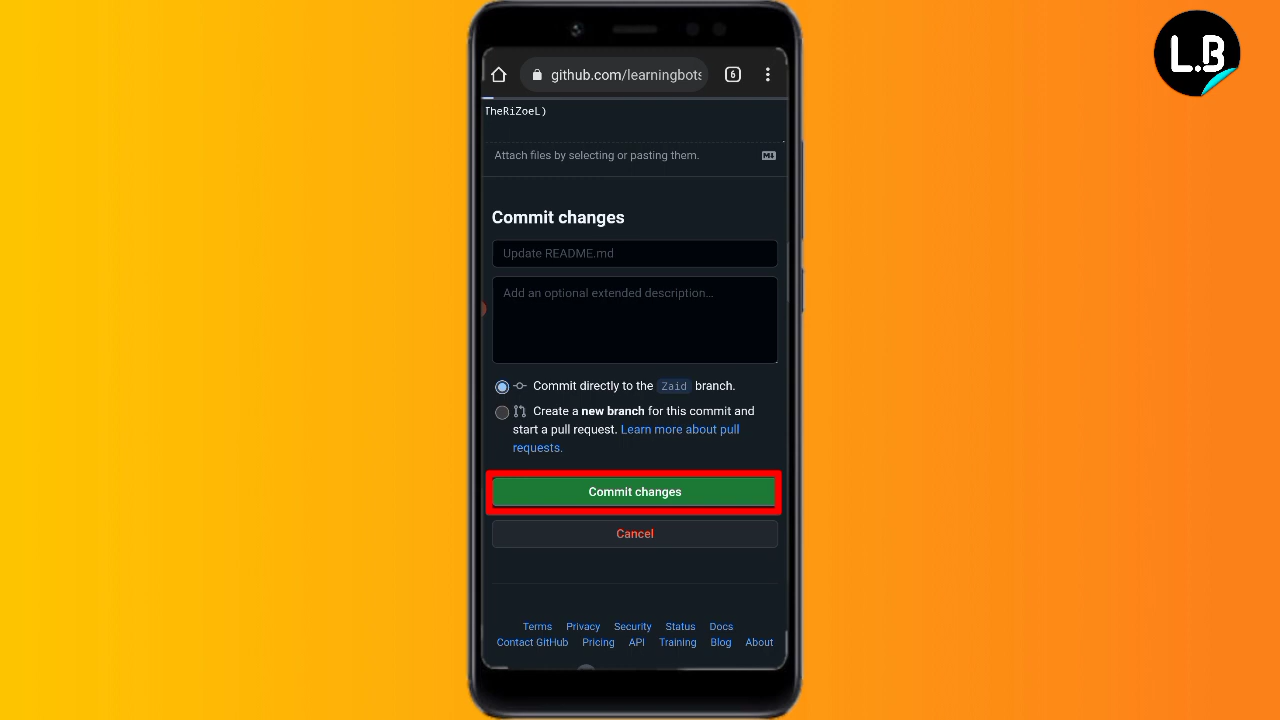 L.B
6
github.com/learningbots
TheRiZoeL)
Attach files by selecting or pasting them.
Commit changes
Update README.md
Add an optional extended description…
Commit directly to the Zaid branch.
Create a new branch for this commit and
start a pull request. Learn more about pull
requests.
Commit changes
Cancel
Terms Privacy Security Status Docs
Contact GitHub Pricing API Training Blog About